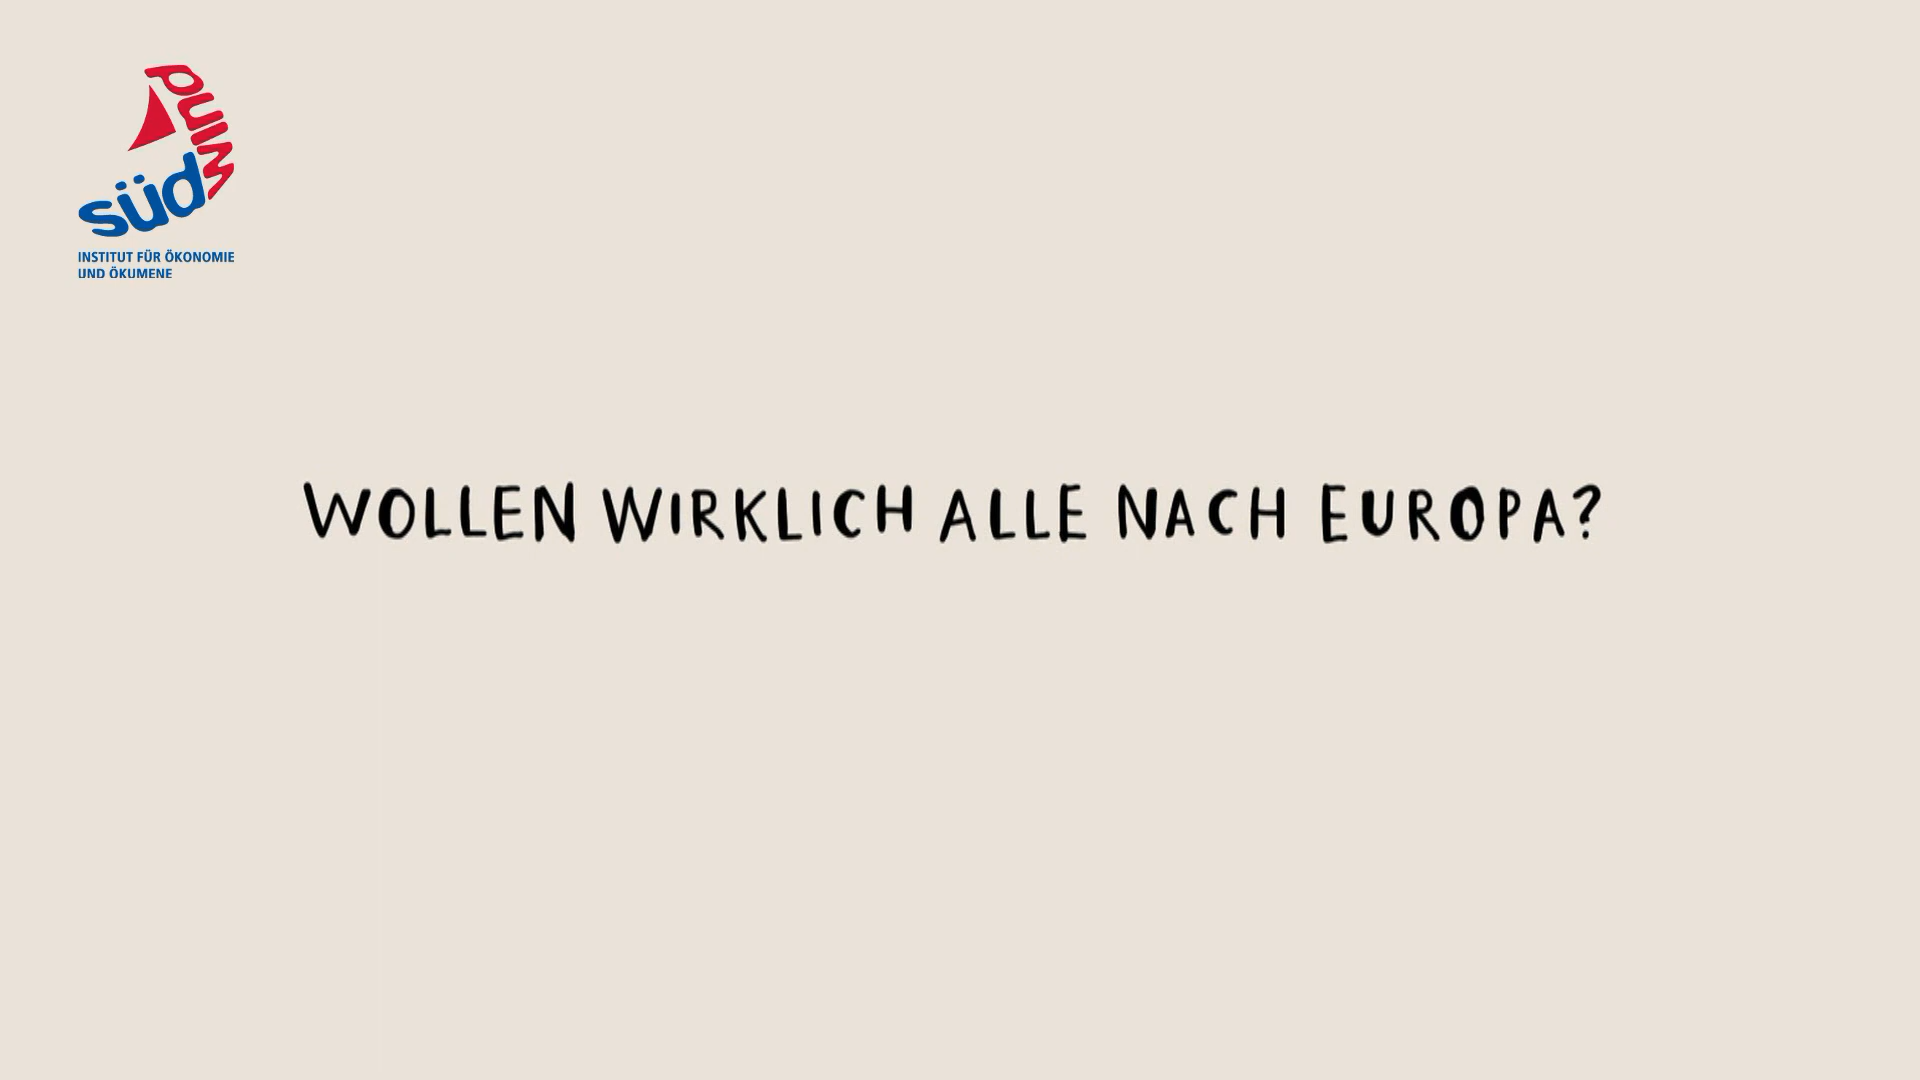 südwind
INSTITUT FÜR ÖKONOMIE
UND ÖKUMENE
WOLLEN WIRKLICH ALLE NACH EUROPA?